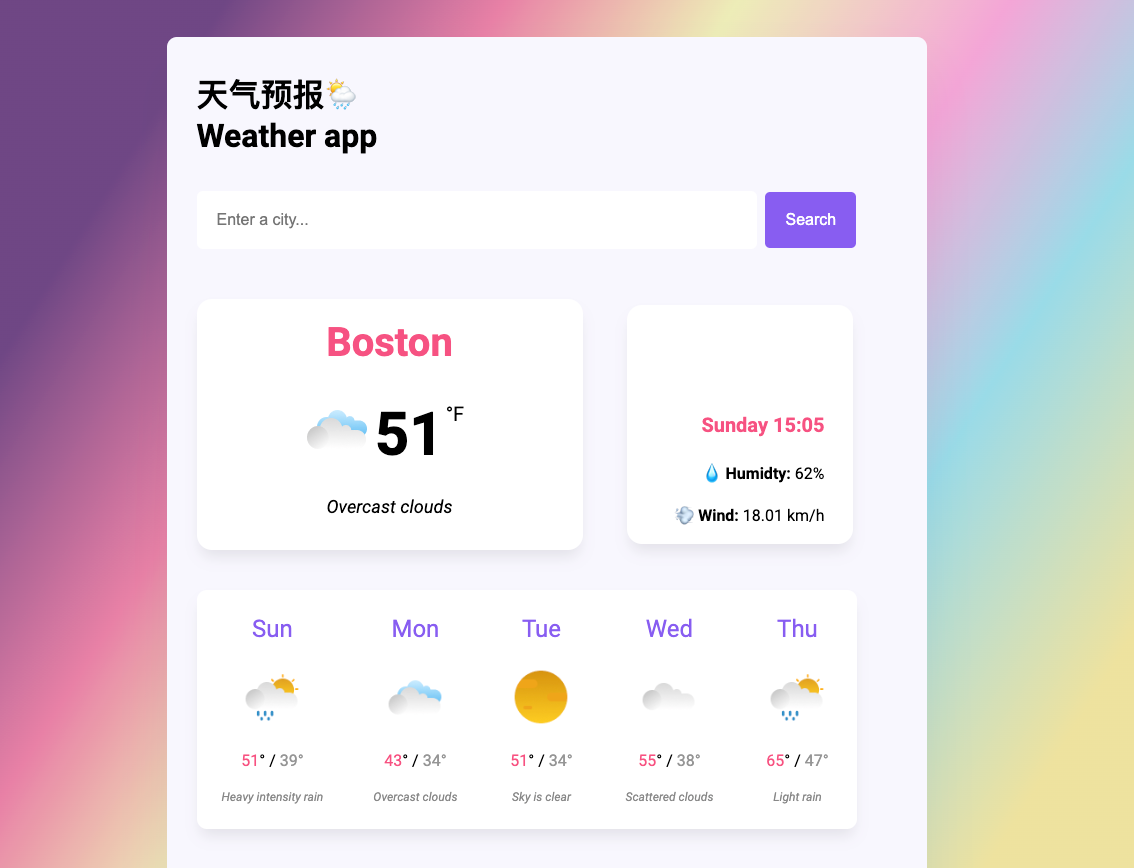 天气预报🌦️
Weather app
Enter a city...
Search
Boston
51 °F
Overcast clouds
Sunday 15:05
💧 Humidty: 62%
💨 Wind: 18.01 km/h
Sun Mon Tue Wed Thu
51° / 39° 43° / 34° 51° / 34° 55° / 38° 65° / 47°
Heavy intensity rain Overcast clouds Sky is clear Scattered clouds Light rain